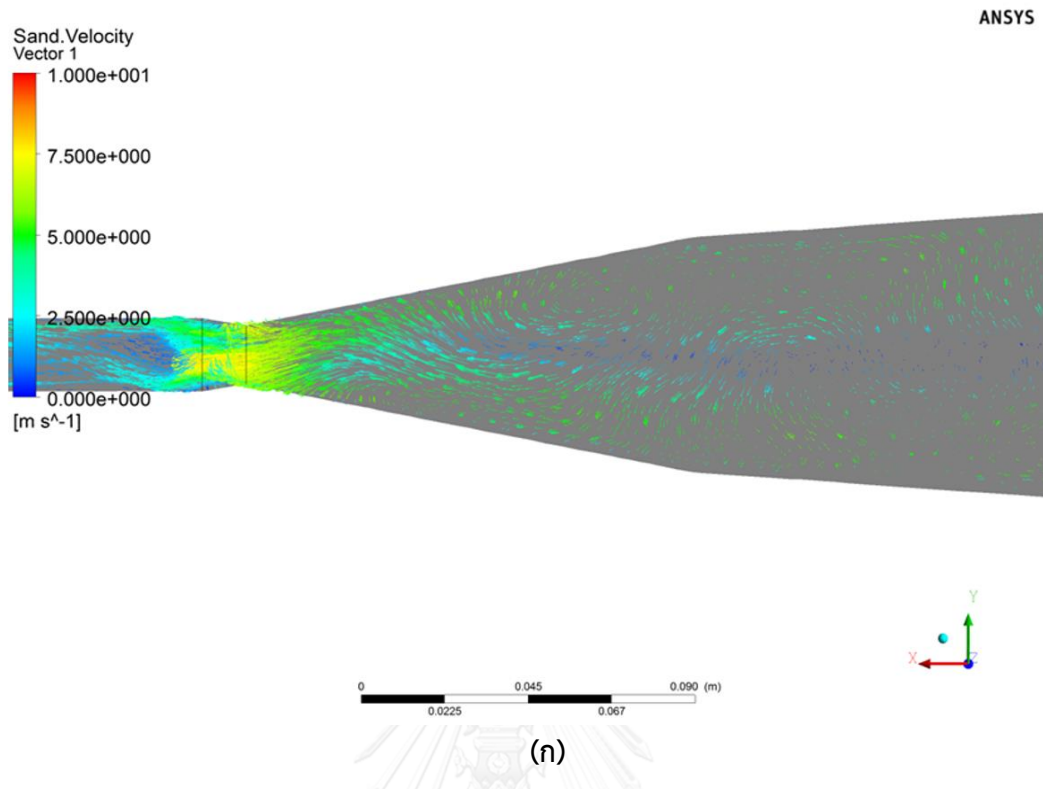 ANSYS
Sand.Velocity
Vector 1
1.000e+001
7.500e+000
5.000e+000
2.500e+000
0.000e+000
[m s^-1]
Y
X
Z
0
0.045
0.090
(m)
0.0225
0.067
(ก)